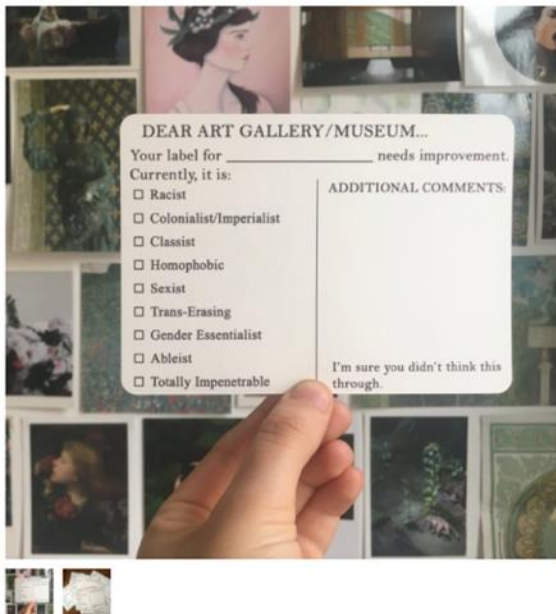 DEAR ART GALLERY/MUSEUM...
Your label for ____________________ needs improvement.
Currently, it is:
☐ Racist
☐ Colonialist/Imperialist
☐ Classist
☐ Homophobic
☐ Sexist
☐ Trans-Erasing
☐ Gender Essentialist
☐ Ableist
☐ Totally Impenetrable
ADDITIONAL COMMENTS:
I'm sure you didn't think this
through.